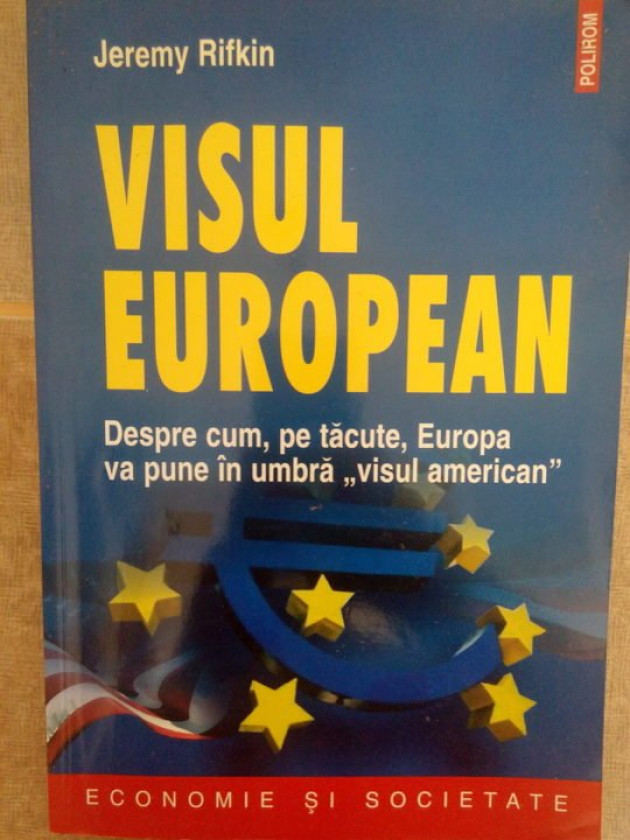 Jeremy Rifkin
POLIROM
VISUL
EUROPEAN
Despre cum, pe tăcute, Europa
va pune în umbră „visul american”
ECONOMIE ŞI SOCIETATE